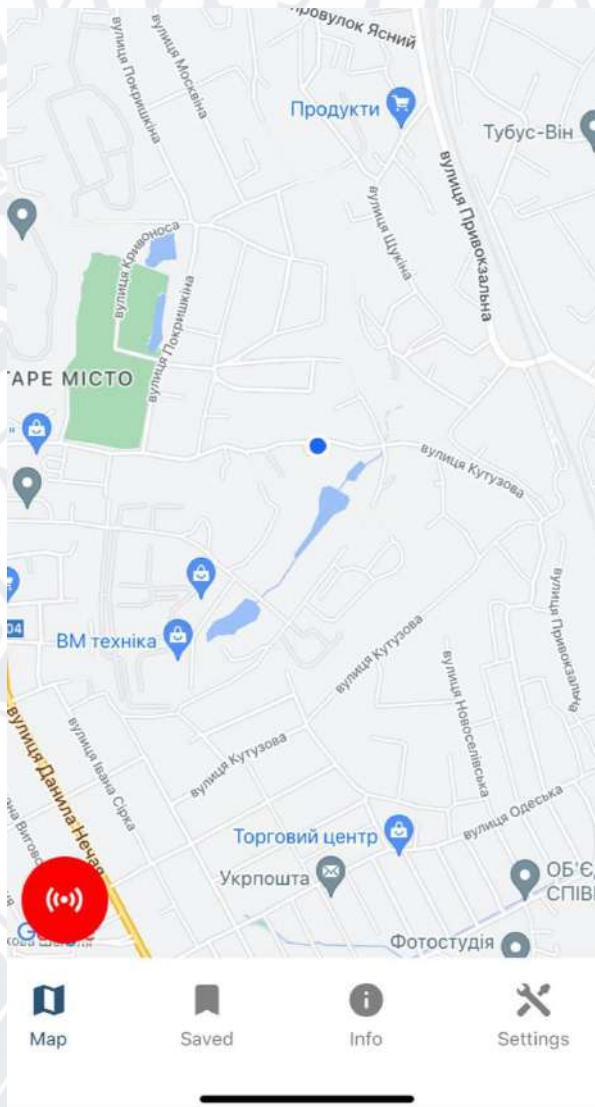 провулок Ясний
вулиця Москвіна
вулиця Покришкіна
Продукти
Тубус-Він
вулиця Привокзальна
вулиця Щукіна
вулиця Кривоноса
вулиця Покришкіна
ТАРЕ МІСТО
вулиця Кутузова
04
ВМ техніка
вулиця Кутузова
вулиця Привокзальна
вулиця Новоселівська
вулиця Данила Нечая
вулиця Івана Сірка
вулиця Кутузова
вулиця Одеська
Торговий центр
Укрпошта
ОБ'Є
СПІВ
Фотостудія
Map
Saved
Info
Settings